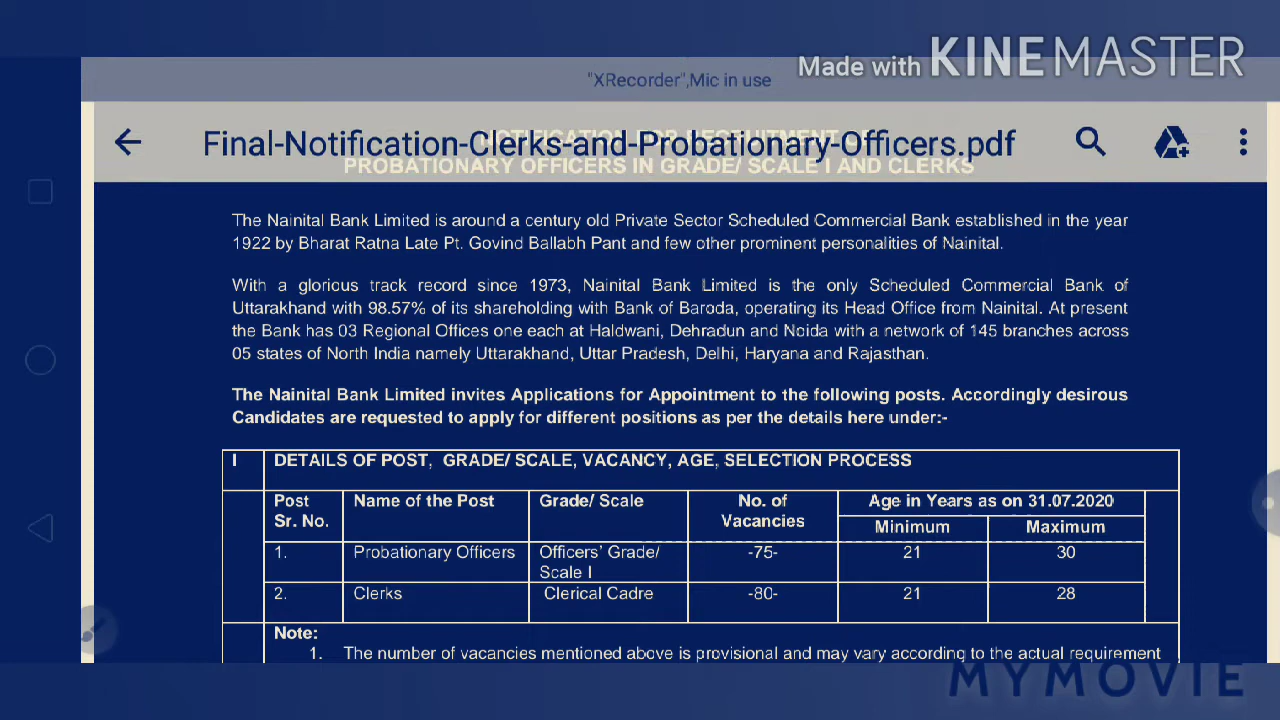 Made with KINEMASTER
"XRecorder",Mic in use
Final-Notification-Clerks-and-Probationary-Officers.pdf
NOTIFICATION FOR RECRUITMENT OF
PROBATIONARY OFFICERS IN GRADE/ SCALE I AND CLERKS
The Nainital Bank Limited is around a century old Private Sector Scheduled Commercial Bank established in the year
1922 by Bharat Ratna Late Pt. Govind Ballabh Pant and few other prominent personalities of Nainital.
With a glorious track record since 1973, Nainital Bank Limited is the only Scheduled Commercial Bank of
Uttarakhand with 98.57% of its shareholding with Bank of Baroda, operating its Head Office from Nainital. At present
the Bank has 03 Regional Offices one each at Haldwani, Dehradun and Noida with a network of 145 branches across
05 states of North India namely Uttarakhand, Uttar Pradesh, Delhi, Haryana and Rajasthan.
The Nainital Bank Limited invites Applications for Appointment to the following posts. Accordingly desirous
Candidates are requested to apply for different positions as per the details here under:-
I DETAILS OF POST, GRADE/ SCALE, VACANCY, AGE, SELECTION PROCESS
Post Name of the Post Grade/ Scale No. of Age in Years as on 31.07.2020
Sr. No. Vacancies Minimum Maximum
1. Probationary Officers Officers' Grade/ -75- 21 30
Scale I
2. Clerks Clerical Cadre -80- 21 28
Note:
1. The number of vacancies mentioned above is provisional and may vary according to the actual requirement
MYMOVIE